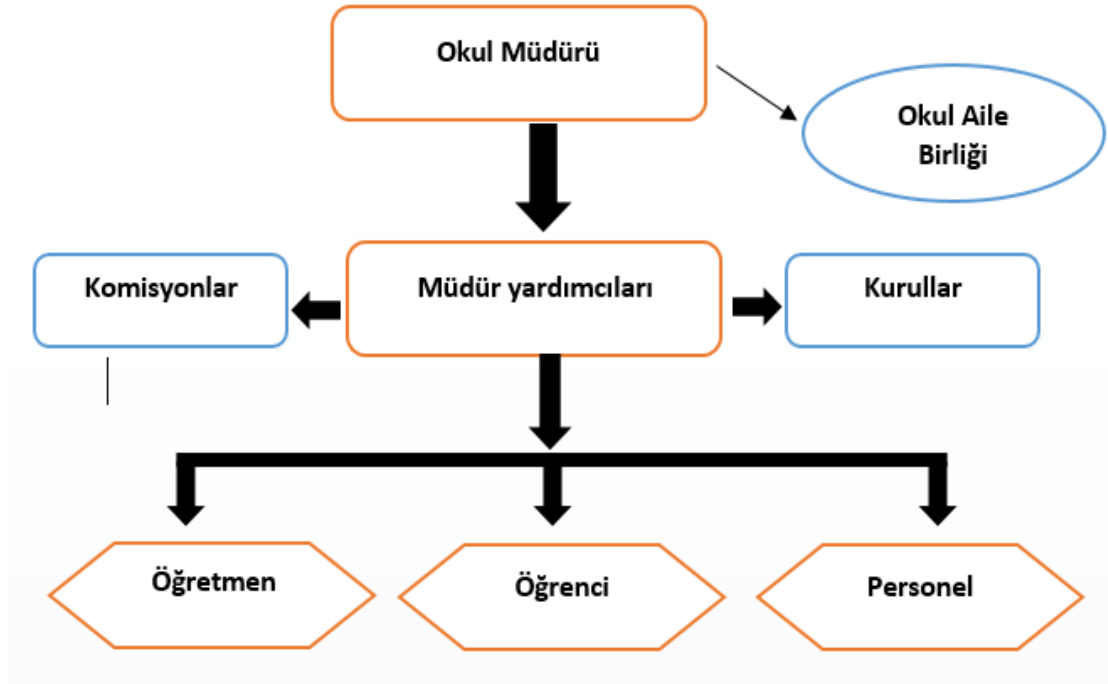 Okul Müdürü
Okul Aile
Birliği
Komisyonlar
Müdür yardımcıları
Kurullar
Öğretmen
Öğrenci
Personel